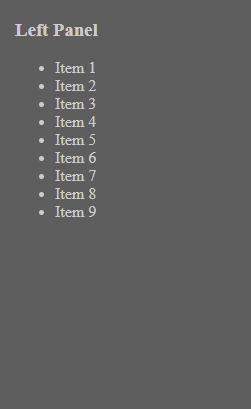 Left Panel
• Item 1
• Item 2
• Item 3
• Item 4
• Item 5
• Item 6
• Item 7
• Item 8
• Item 9